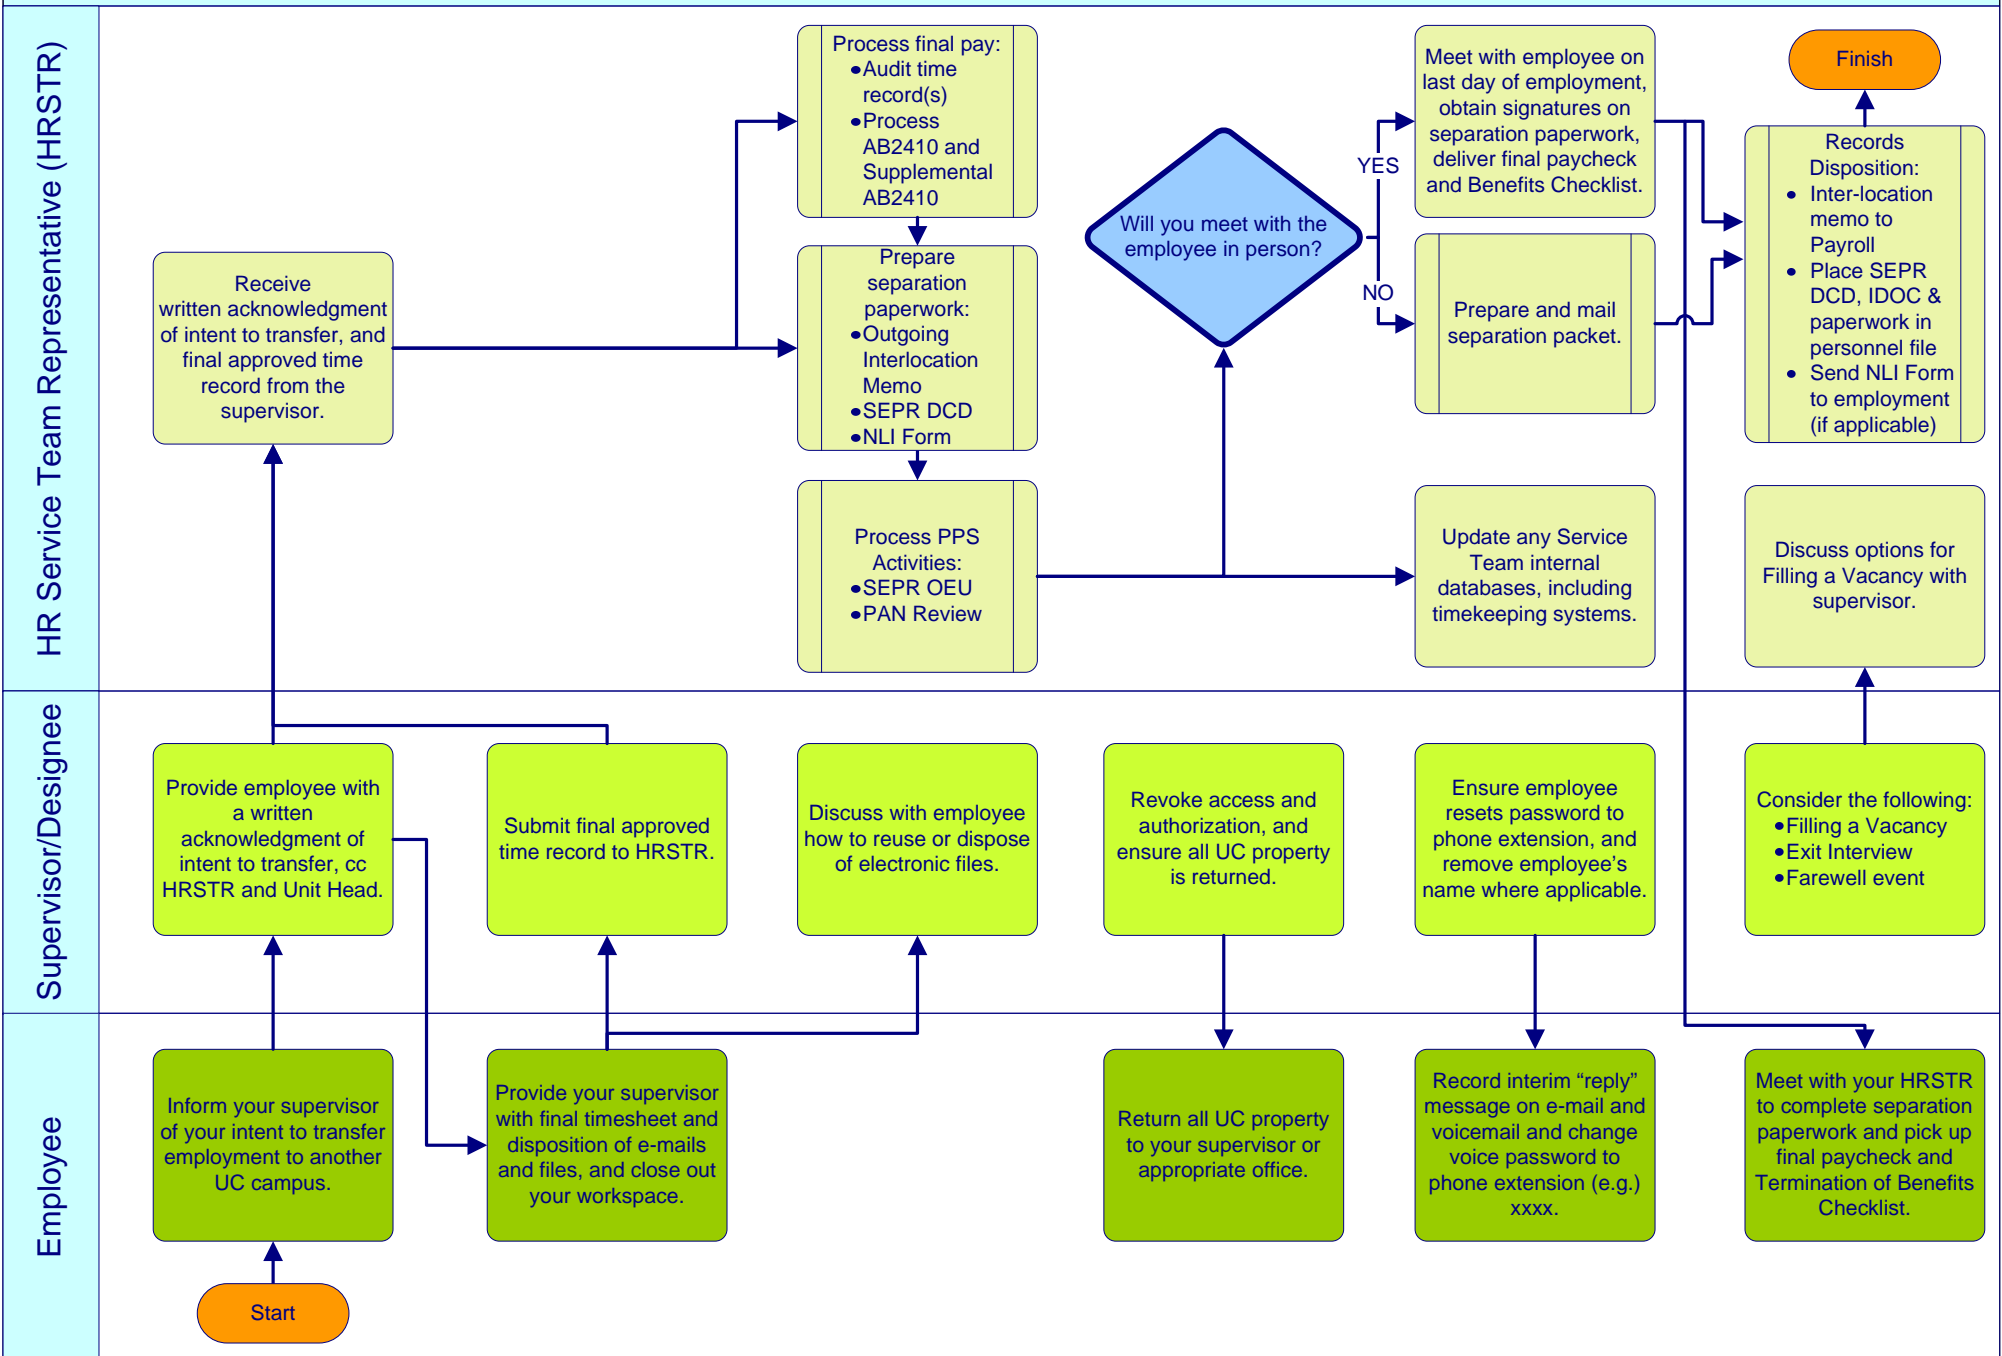 HR Service Team Representative (HRSTR)
Receive
written acknowledgment
of intent to transfer, and
final approved time
record from the
supervisor.
Process final pay:
•Audit time
record(s)
•Process
AB2410 and
Supplemental
AB2410
Prepare
separation
paperwork:
•Outgoing
Interlocation
Memo
•SEPR DCD
•NLI Form
Process PPS
Activities:
•SEPR OEU
•PAN Review
Will you meet with the
employee in person?
YES
NO
Meet with employee on
last day of employment,
obtain signatures on
separation paperwork,
deliver final paycheck
and Benefits Checklist.
Prepare and mail
separation packet.
Update any Service
Team internal
databases, including
timekeeping systems.
Finish
Records
Disposition:
• Inter-location
memo to
Payroll
• Place SEPR
DCD, IDOC &
paperwork in
personnel file
• Send NLI Form
to employment
(if applicable)
Discuss options for
Filling a Vacancy with
supervisor.
Supervisor/Designee
Provide employee with
a written
acknowledgment of
intent to transfer, cc
HRSTR and Unit Head.
Submit final approved
time record to HRSTR.
Discuss with employee
how to reuse or dispose
of electronic files.
Revoke access and
authorization, and
ensure all UC property
is returned.
Ensure employee
resets password to
phone extension, and
remove employee’s
name where applicable.
Consider the following:
•Filling a Vacancy
•Exit Interview
•Farewell event
Employee
Inform your supervisor
of your intent to transfer
employment to another
UC campus.
Provide your supervisor
with final timesheet and
disposition of e-mails
and files, and close out
your workspace.
Return all UC property
to your supervisor or
appropriate office.
Record interim “reply”
message on e-mail and
voicemail and change
voice password to
phone extension (e.g.)
xxxx.
Meet with your HRSTR
to complete separation
paperwork and pick up
final paycheck and
Termination of Benefits
Checklist.
Start